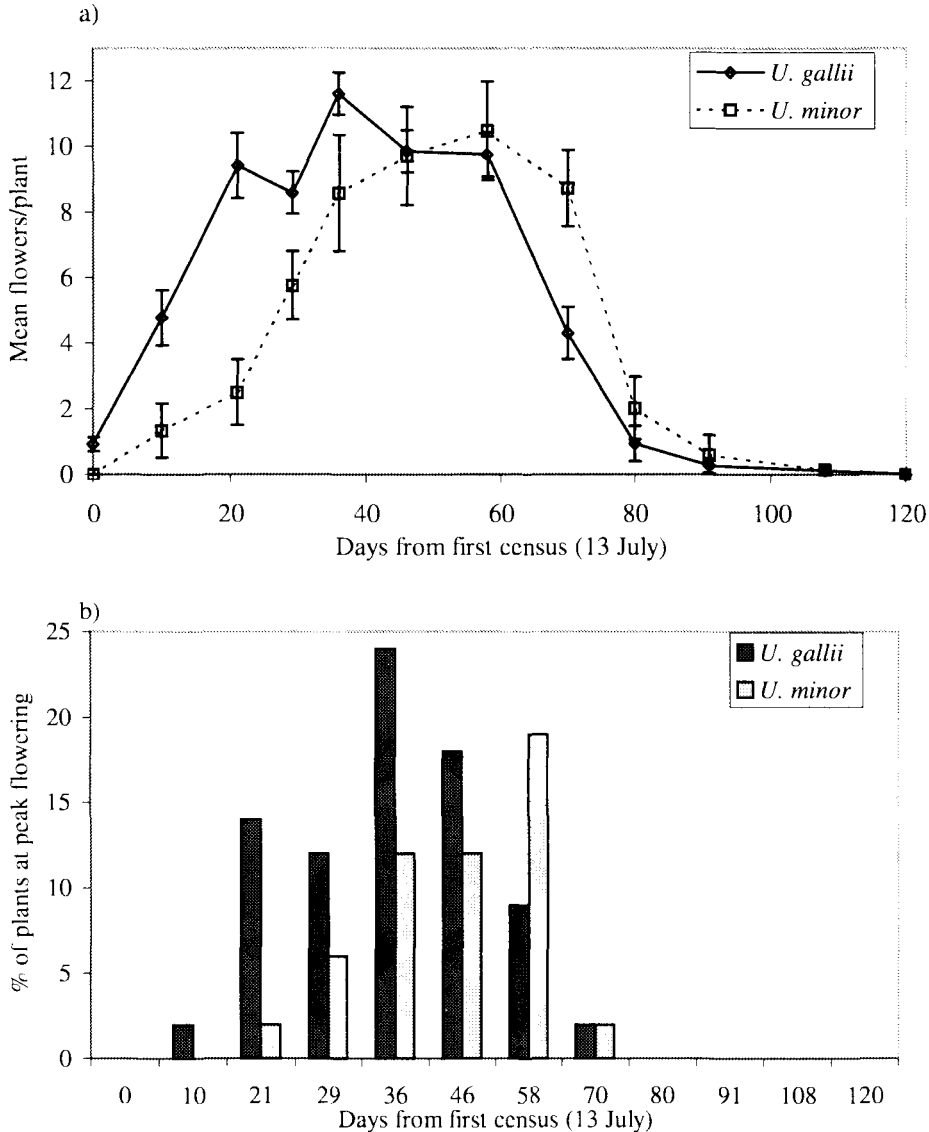 a)
12
10
8
6
4
2
0
Mean flowers/plant
U. gallii
U. minor
0 20 40 60 80 100 120
Days from first census (13 July)
b)
25
20
15
10
5
0
% of plants at peak flowering
U. gallii
U. minor
0 10 21 29 36 46 58 70 80 91 108 120
Days from first census (13 July)